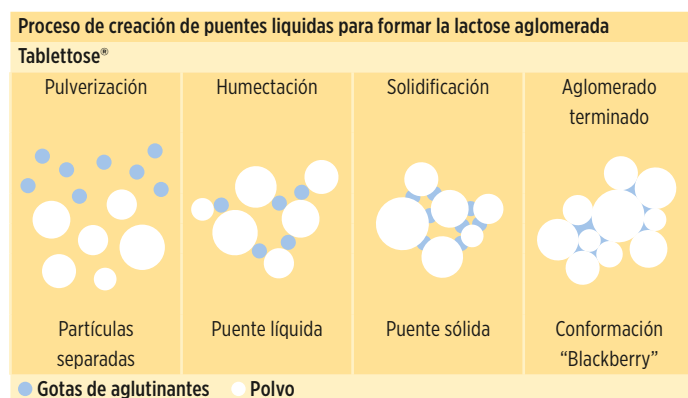 Proceso de creación de puentes liquidas para formar la lactose aglomerada
Tablettose®
Pulverización
Humectación
Solidificación
Aglomerado
terminado
Partículas
separadas
Puente líquida
Puente sólida
Conformación
“Blackberry”
Gotas de aglutinantes
Polvo